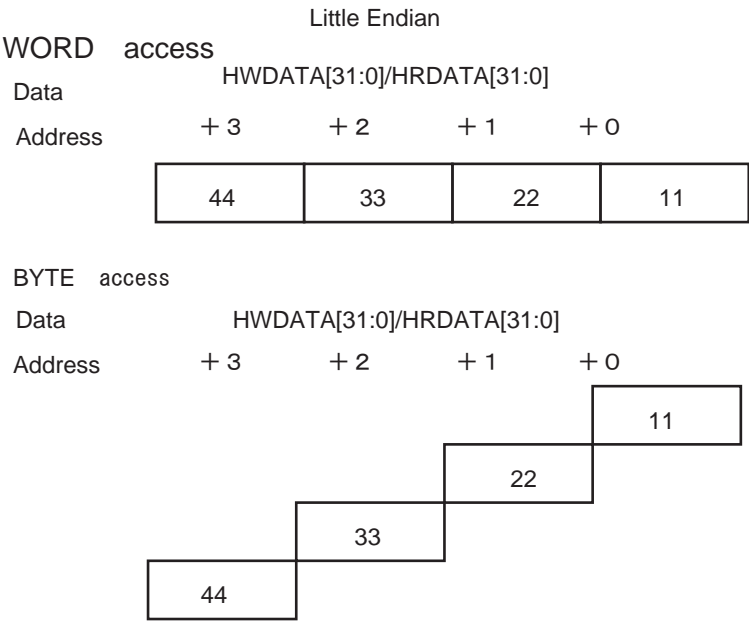 Little Endian
WORD access
Data HWDATA[31:0]/HRDATA[31:0]
Address ＋3 ＋2 ＋1 ＋0
44 33 22 11
BYTE access
Data HWDATA[31:0]/HRDATA[31:0]
Address ＋3 ＋2 ＋1 ＋0
11
22
33
44